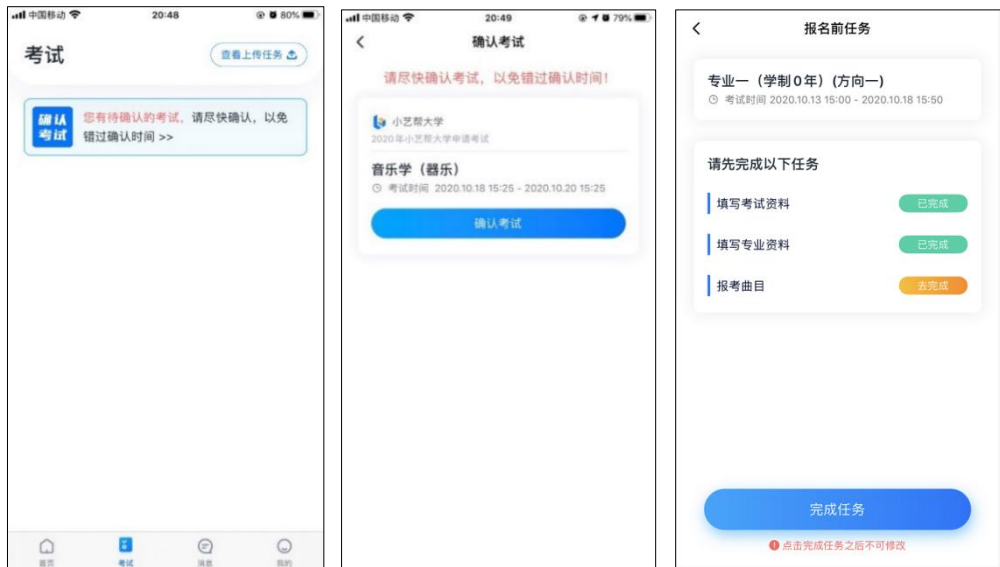 中国移动 20:48 80%
考试
查看上传任务
确认
考试
您有待确认的考试，请尽快确认，以免
错过确认时间 >>
首页 考试 消息 我的
中国移动 20:49 79%
确认考试
请尽快确认考试，以免错过确认时间！
小艺帮大学
2020年小艺帮大学申请考试
音乐学（器乐）
考试时间 2020.10.18 15:25 - 2020.10.20 15:25
确认考试
报名前任务
专业一（学制0年）(方向一)
考试时间 2020.10.13 15:00 - 2020.10.18 15:50
请先完成以下任务
填写考试资料 已完成
填写专业资料 已完成
报考曲目 去完成
完成任务
点击完成任务之后不可修改